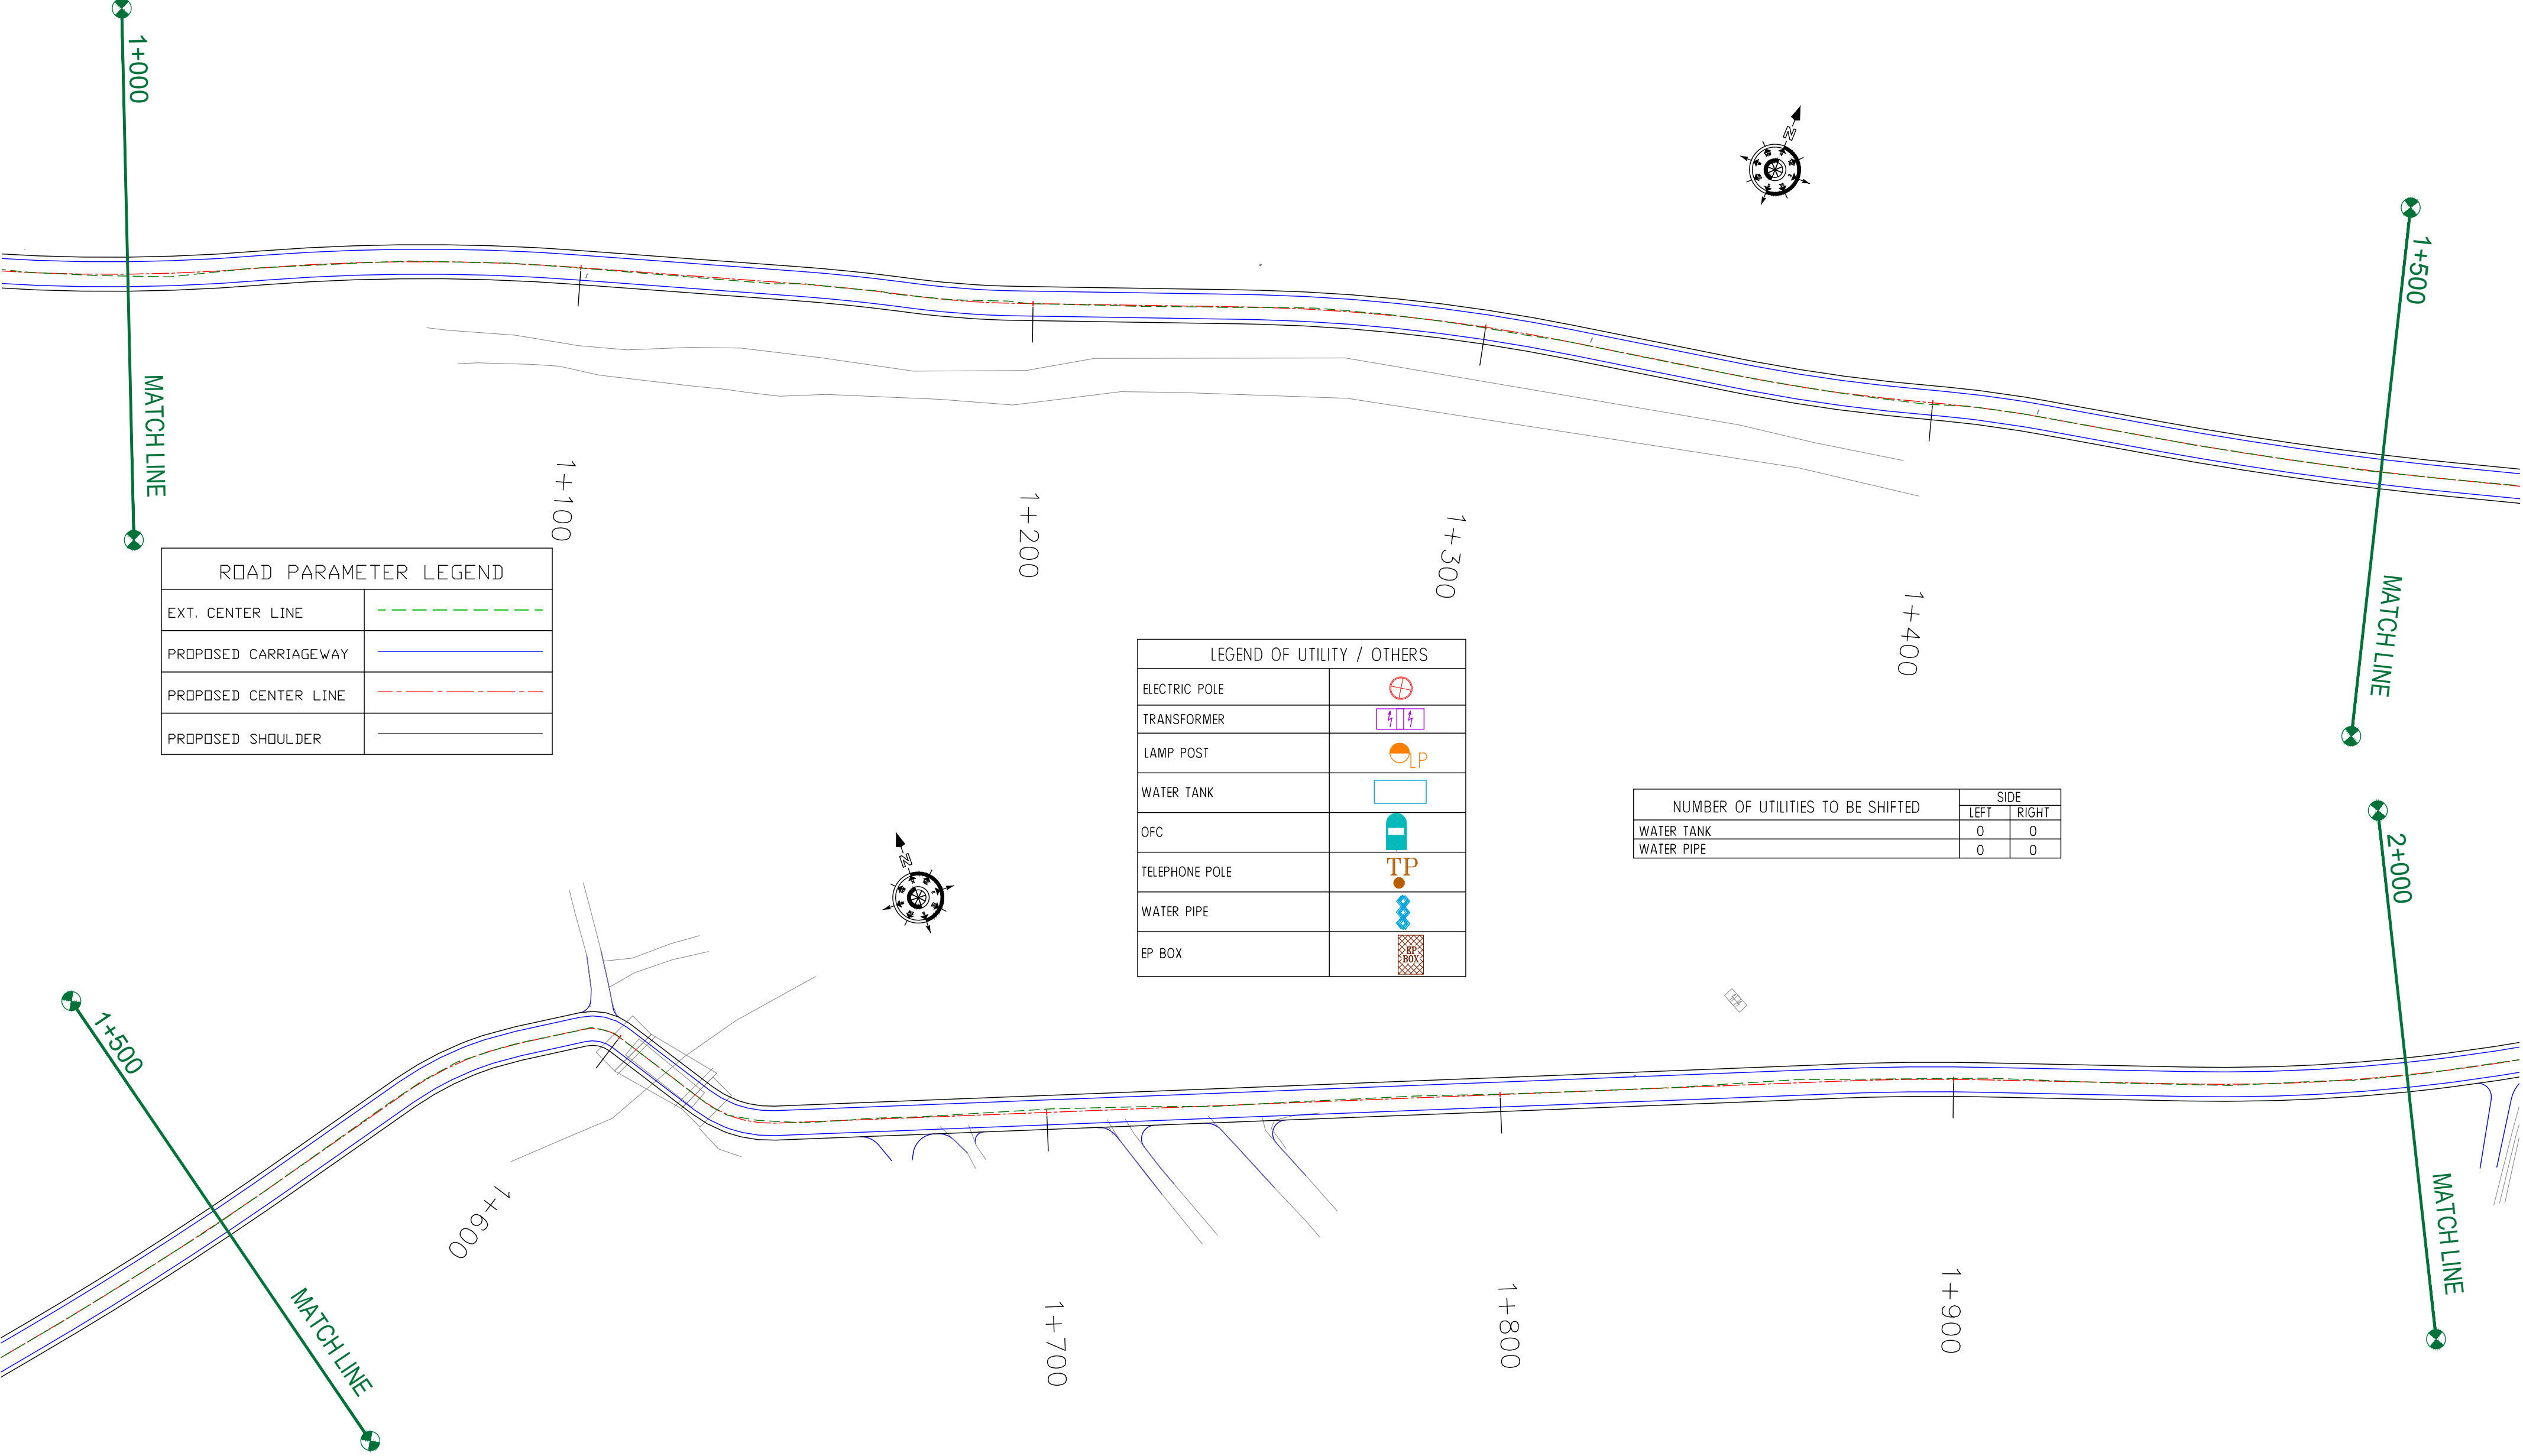 1+000
N
1+500
MATCH LINE
MATCH LINE
1+100
1+200
1+300
1+400
ROAD PARAMETER LEGEND
EXT. CENTER LINE
PROPOSED CARRIAGEWAY
PROPOSED CENTER LINE
PROPOSED SHOULDER
LEGEND OF UTILITY / OTHERS
ELECTRIC POLE
TRANSFORMER
LAMP POST LP
WATER TANK
OFC
TELEPHONE POLE TP
WATER PIPE
EP BOX EP
BOX
NUMBER OF UTILITIES TO BE SHIFTED SIDE
LEFT RIGHT
WATER TANK 0 0
WATER PIPE 0 0
N
2+000
1+500
MATCH LINE
MATCH LINE
1+600
1+700
1+800
1+900